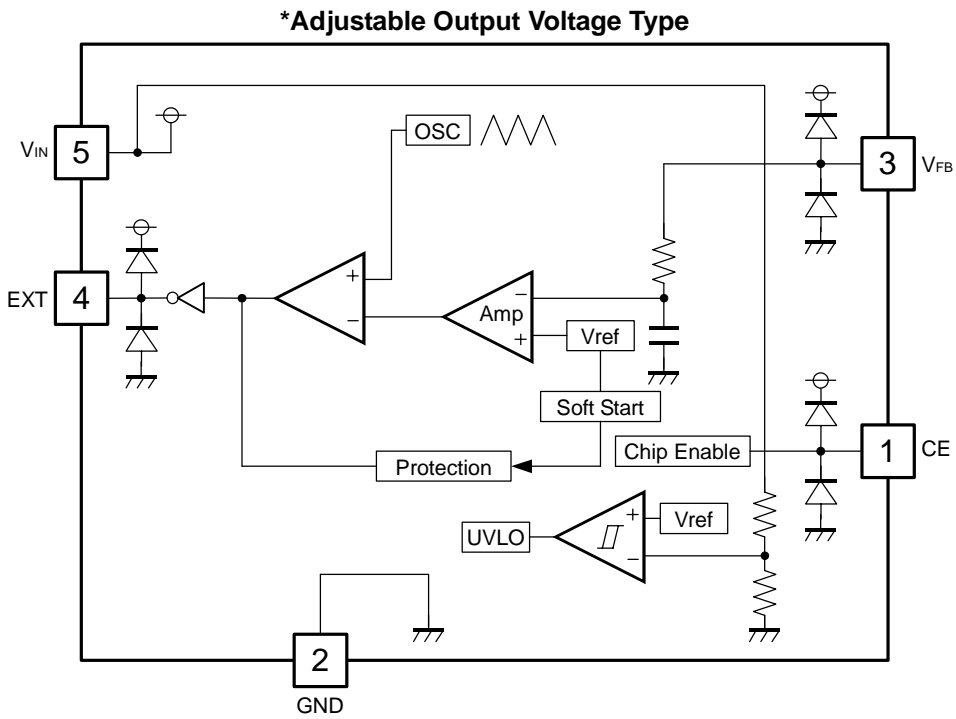 *Adjustable Output Voltage Type
OSC
VIN 5
3 VFB
EXT 4
+
−
Amp
−
+
Vref
Soft Start
Protection
Chip Enable
1 CE
UVLO
+
−
Vref
2
GND